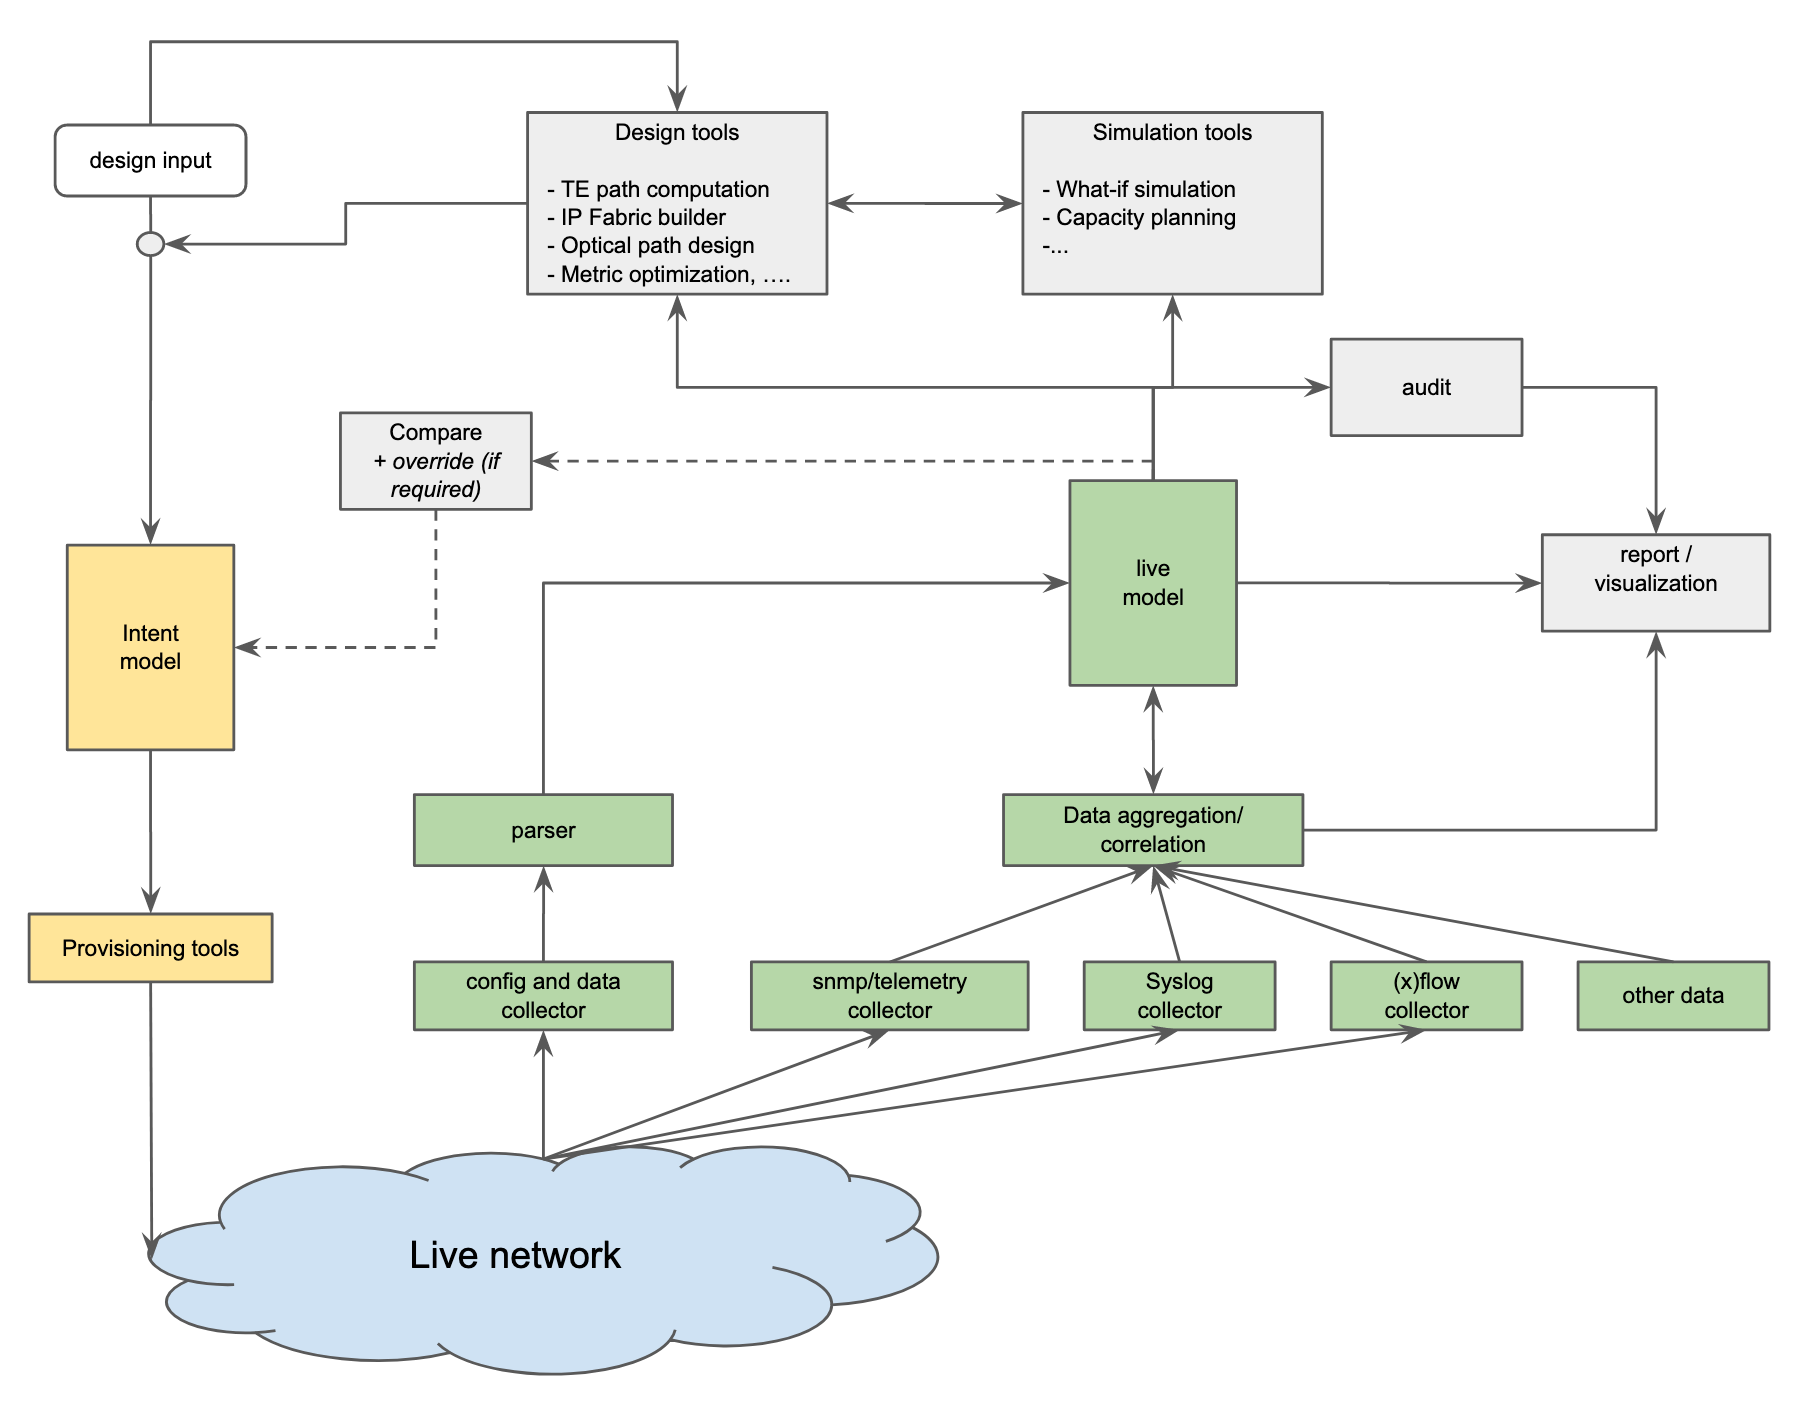 design input
Design tools
- TE path computation
- IP Fabric builder
- Optical path design
- Metric optimization, ….
Simulation tools
- What-if simulation
- Capacity planning
-...
audit
Compare
+ override (if
required)
live
model
report /
visualization
Intent
model
parser
Data aggregation/
correlation
Provisioning tools
config and data
collector
snmp/telemetry
collector
Syslog
collector
(x)flow
collector
other data
Live network